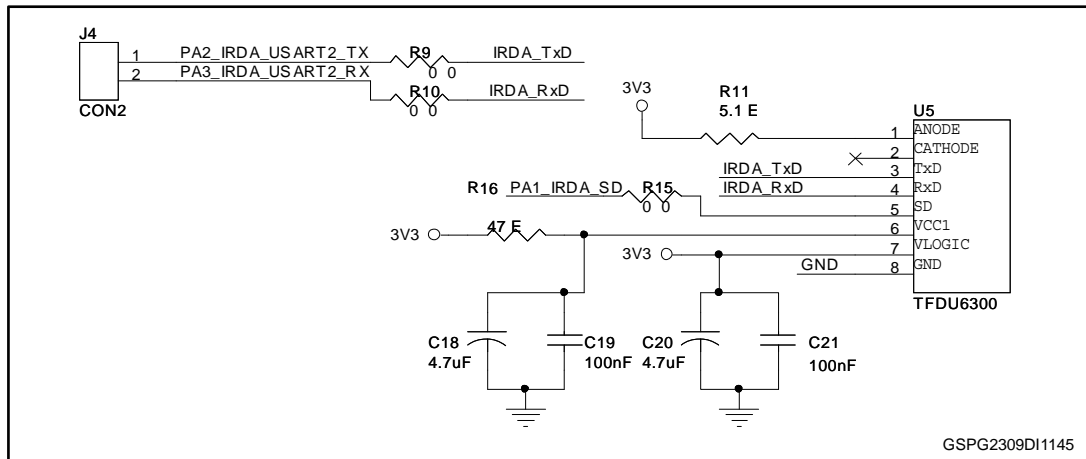 J4
1 PA2_IRDA_USART2_TX R9 IRDA_TxD
0 0
2 PA3_IRDA_USART2_RX R10 IRDA_RxD
0 0
CON2
3V3 R11
5.1 E
U5
1 ANODE
2 CATHODE
IRDA_TxD 3 TxD
IRDA_RxD 4 RxD
R16 PA1_IRDA_SD R15 5 SD
0 0
3V3 47 E 6 VCC1
3V3 7 VLOGIC
GND 8 GND
TFDU6300
C18
4.7uF
C19
100nF
C20
4.7uF
C21
100nF
GSPG2309DI1145